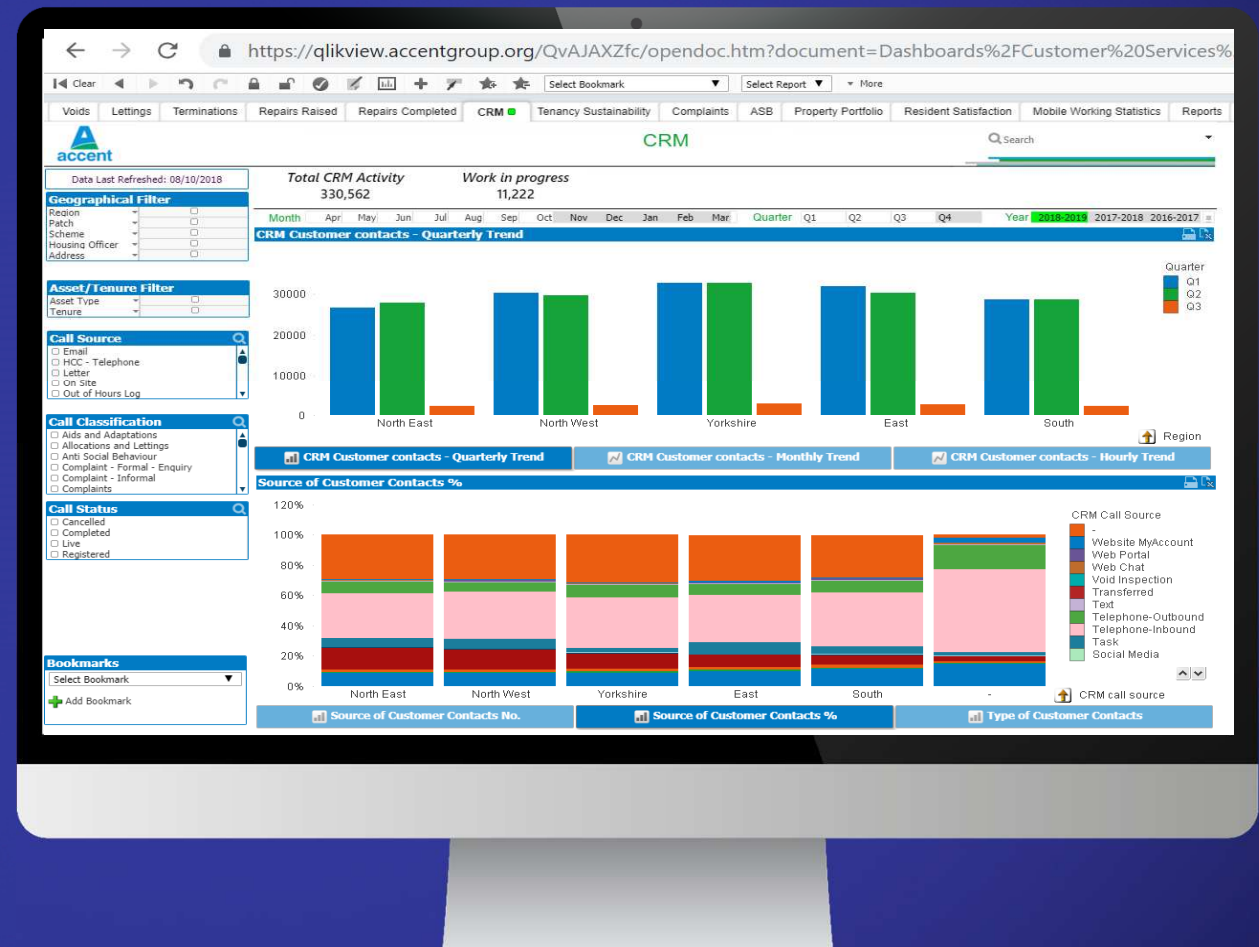 https://qlikview.accentgroup.org/QvAJAXZfc/opendoc.htm?document=Dashboards%2FCustomer%20Services%
Clear Select Bookmark Select Report More
Voids Lettings Terminations Repairs Raised Repairs Completed CRM Tenancy Sustainability Complaints ASB Property Portfolio Resident Satisfaction Mobile Working Statistics Reports
accent
CRM
Search
Data Last Refreshed: 08/10/2018
Total CRM Activity Work in progress
330,562 11,222
Geographical Filter
Region
Patch
Scheme
Housing Officer
Address
Month Apr May Jun Jul Aug Sep Oct Nov Dec Jan Feb Mar Quarter Q1 Q2 Q3 Q4 Year 2018-2019 2017-2018 2016-2017
CRM Customer contacts - Quarterly Trend
Asset/Tenure Filter
Asset Type
Tenure
Call Source
Email
HCC - Telephone
Letter
On Site
Out of Hours Log
Call Classification
Aids and Adaptations
Allocations and Lettings
Anti Social Behaviour
Complaint - Formal - Enquiry
Complaint - Informal
Complaints
Call Status
Cancelled
Completed
Live
Registered
Bookmarks
Select Bookmark
Add Bookmark
Quarter
Q1
Q2
Q3
30000
20000
10000
0
North East North West Yorkshire East South
Region
CRM Customer contacts - Quarterly Trend CRM Customer contacts - Monthly Trend CRM Customer contacts - Hourly Trend
Source of Customer Contacts %
120%
100%
80%
60%
40%
20%
0%
North East North West Yorkshire East South -
CRM Call Source
-
Website MyAccount
Web Portal
Web Chat
Void Inspection
Transferred
Text
Telephone-Outbound
Telephone-Inbound
Task
Social Media
CRM call source
Source of Customer Contacts No. Source of Customer Contacts % Type of Customer Contacts